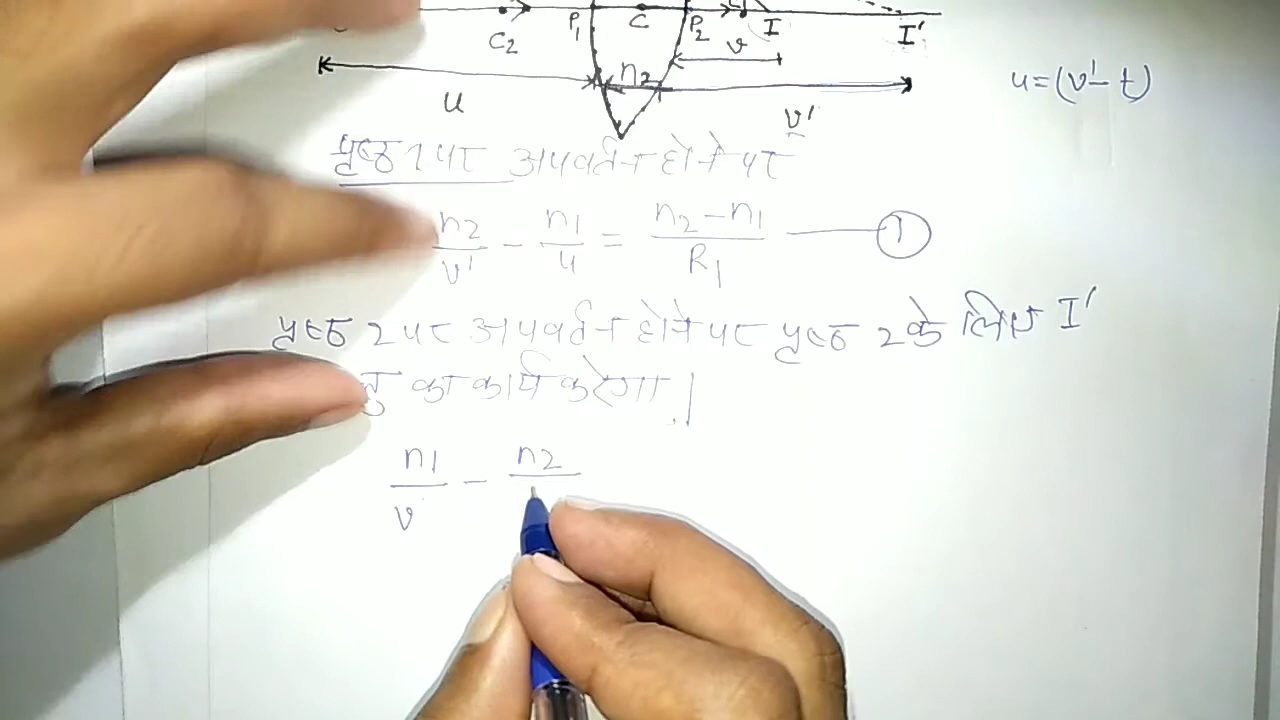 C₂ P₁ C P₂ I I'
n₂ v
u v' u=(v'-t)
पृष्ठ 1 पर अपवर्तन होने पर
n₂/v' - n₁/u = (n₂-n₁)/R₁ — ①
पृष्ठ 2 पर अपवर्तन होने पर पृष्ठ 2 के लिए I'
का कार्य करेगा।
n₁/v - n₂/